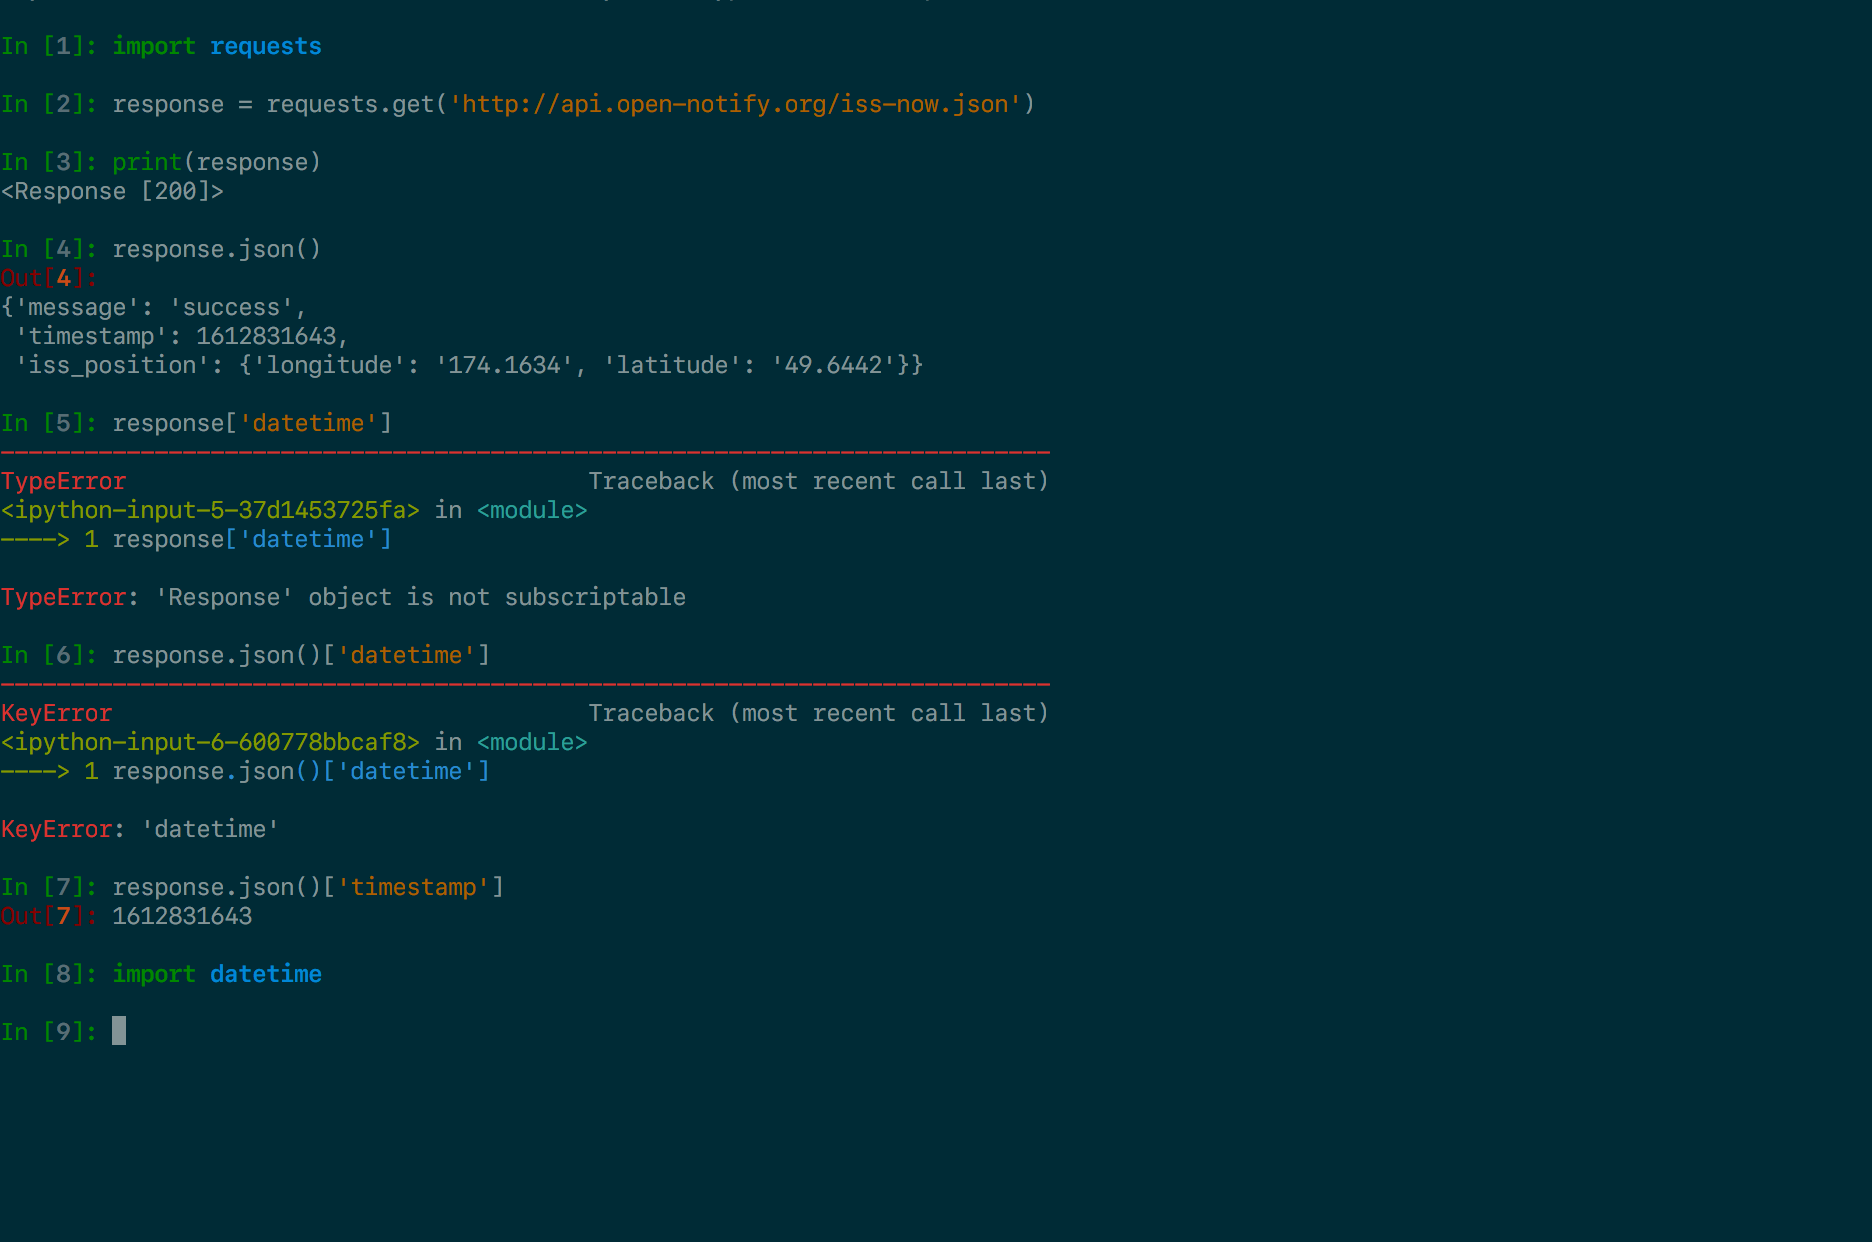 In [1]: import requests
In [2]: response = requests.get('http://api.open-notify.org/iss-now.json')
In [3]: print(response)
<Response [200]>
In [4]: response.json()
Out[4]:
{'message': 'success',
 'timestamp': 1612831643,
 'iss_position': {'longitude': '174.1634', 'latitude': '49.6442'}}
In [5]: response['datetime']
---------------------------------------------------------------------------
TypeError                                 Traceback (most recent call last)
<ipython-input-5-37d1453725fa> in <module>
----> 1 response['datetime']
TypeError: 'Response' object is not subscriptable
In [6]: response.json()['datetime']
---------------------------------------------------------------------------
KeyError                                  Traceback (most recent call last)
<ipython-input-6-600778bbcaf8> in <module>
----> 1 response.json()['datetime']
KeyError: 'datetime'
In [7]: response.json()['timestamp']
Out[7]: 1612831643
In [8]: import datetime
In [9]: